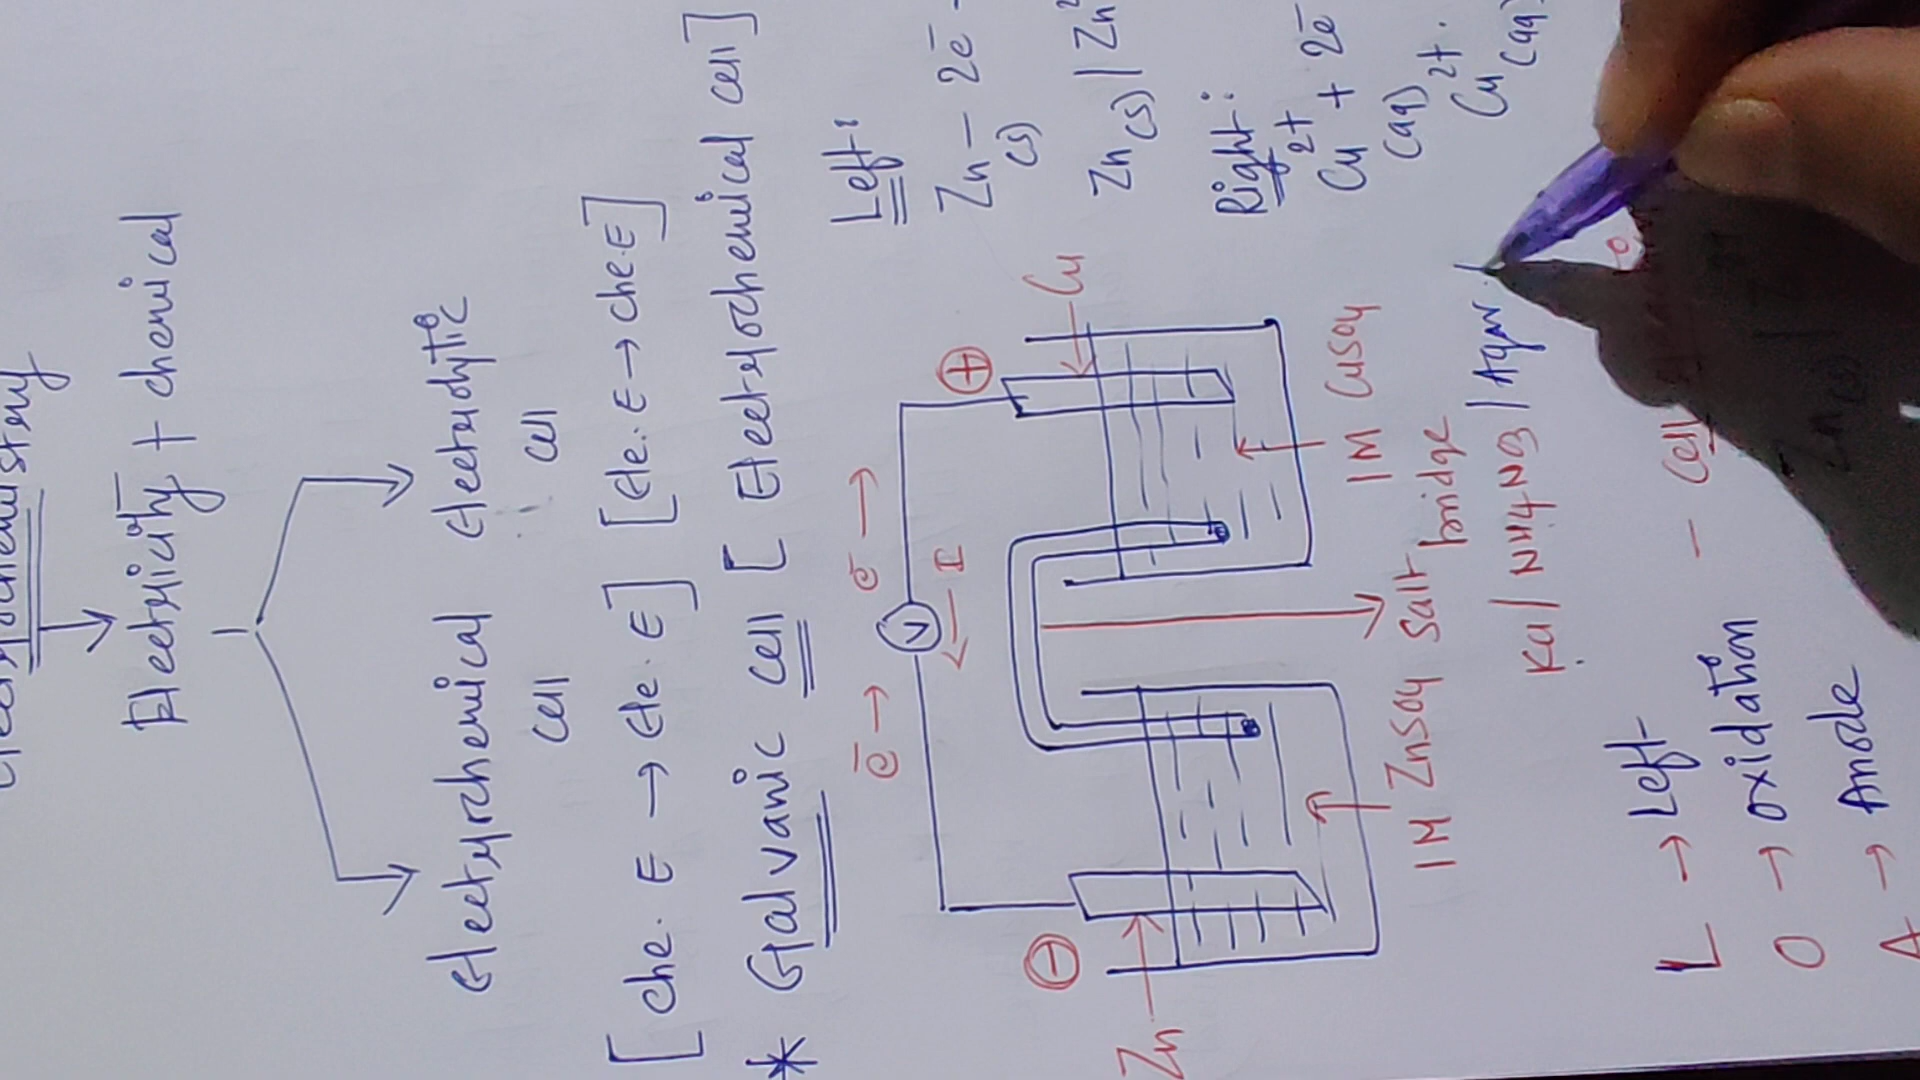 Electricity + chemical
Electrochemical cell
Electrolytic cell
[Che. E → Ele. E] [Ele. E → Che. E]
* Galvanic cell [Electrochemical cell]
e⁻ → e⁻ →
V
← I
⊖ ⊕
Zn
Cu
1M ZnSO4
1M CuSO4
Salt bridge
KCl / NH4NO3 / Agar
Left:
Zn(s) - 2e⁻
Zn(s) | Zn
Right:
Cu²⁺(aq) + 2e⁻
Cu²⁺(aq)
L → Left
O → Oxidation
A → Anode
- Cell
Zn(s)